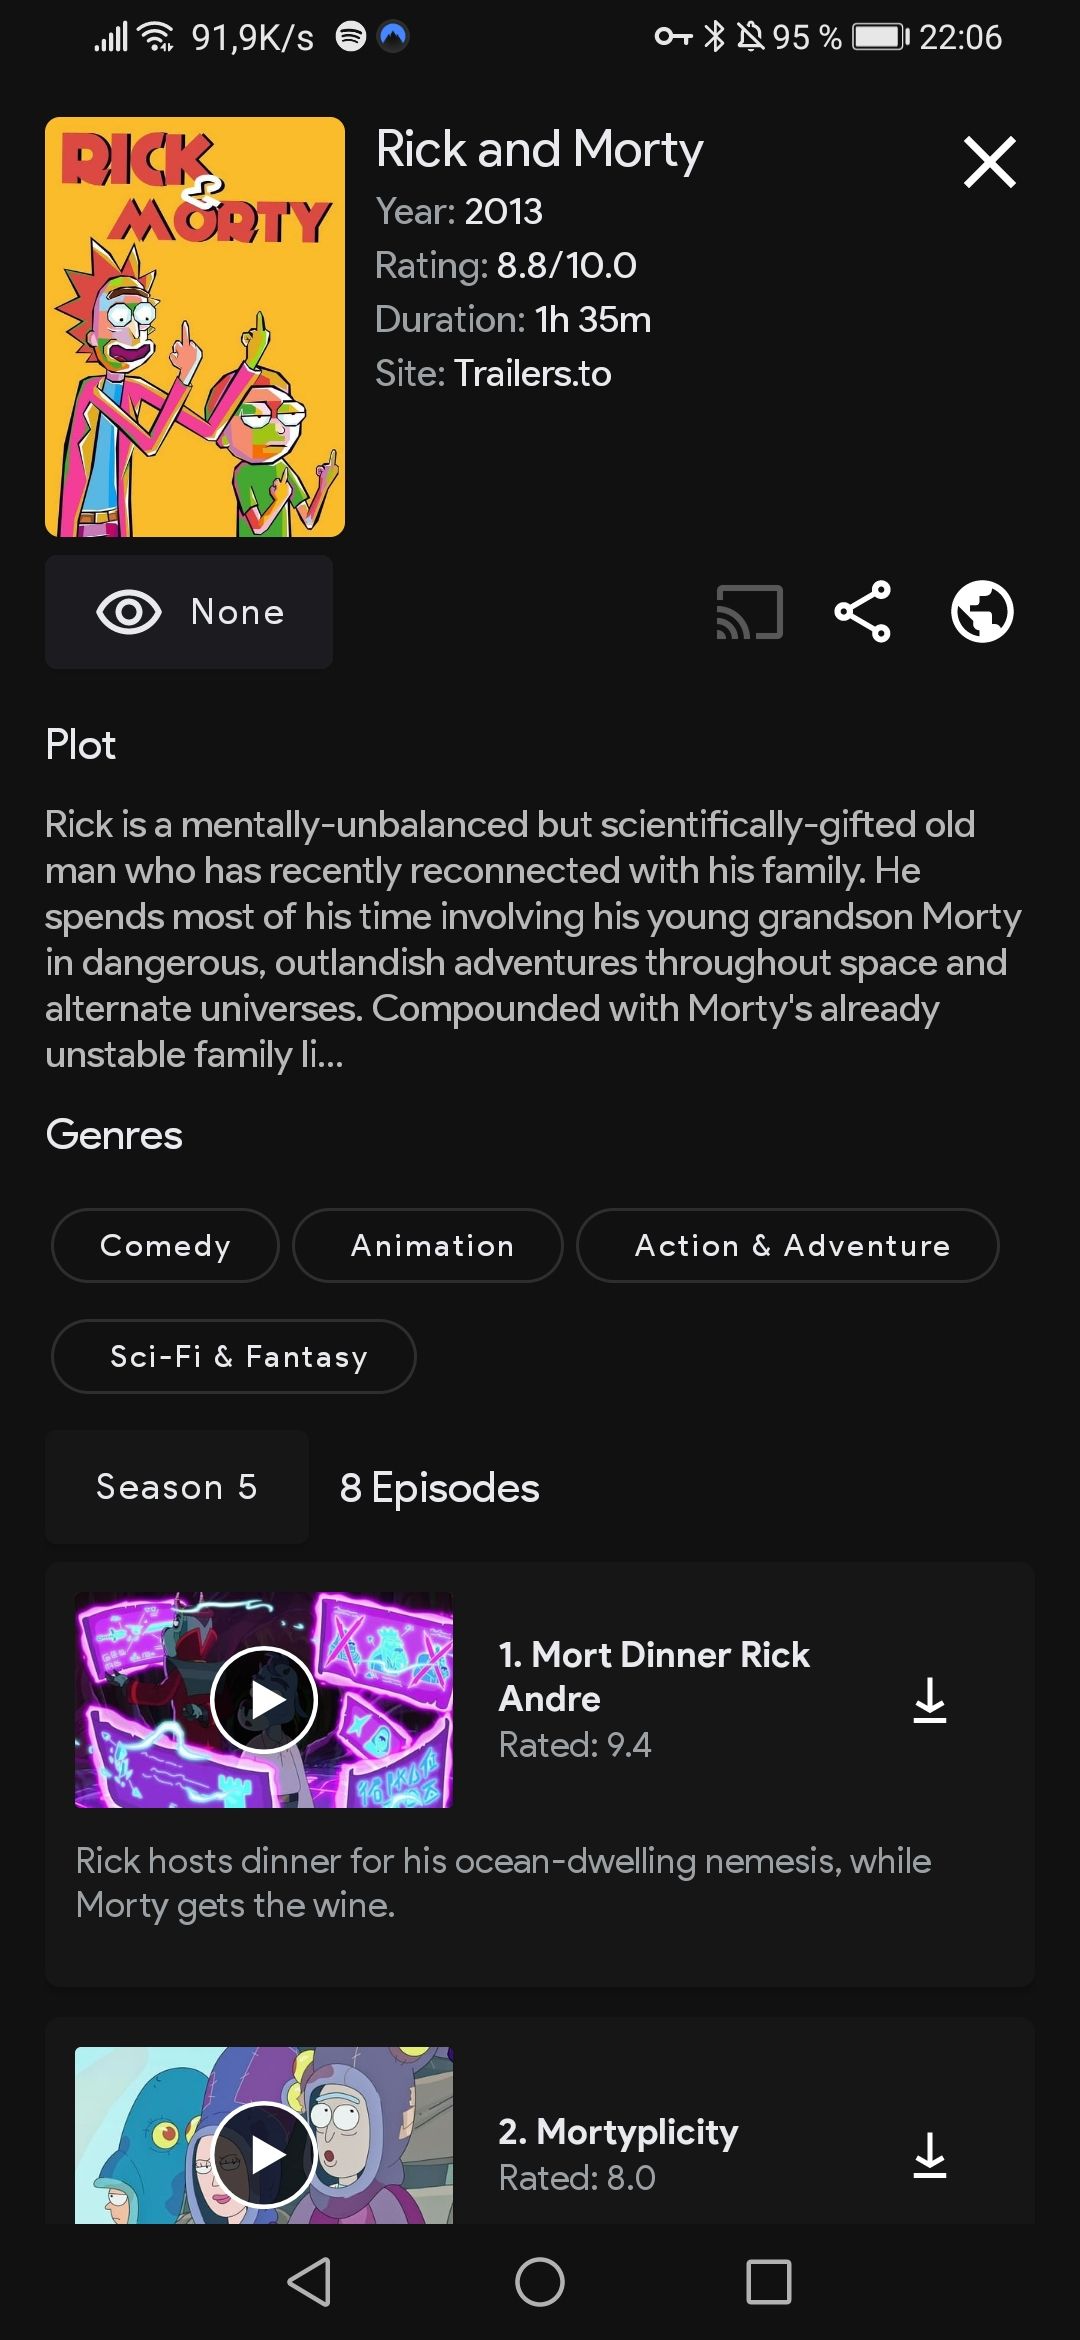 91,9K/s 95 % 22:06
RICK
&
MORTY
Rick and Morty
Year: 2013
Rating: 8.8/10.0
Duration: 1h 35m
Site: Trailers.to
None
Plot
Rick is a mentally-unbalanced but scientifically-gifted old
man who has recently reconnected with his family. He
spends most of his time involving his young grandson Morty
in dangerous, outlandish adventures throughout space and
alternate universes. Compounded with Morty's already
unstable family li...
Genres
Comedy Animation Action & Adventure
Sci-Fi & Fantasy
Season 5 8 Episodes
1. Mort Dinner Rick
Andre
Rated: 9.4
Rick hosts dinner for his ocean-dwelling nemesis, while
Morty gets the wine.
2. Mortyplicity
Rated: 8.0